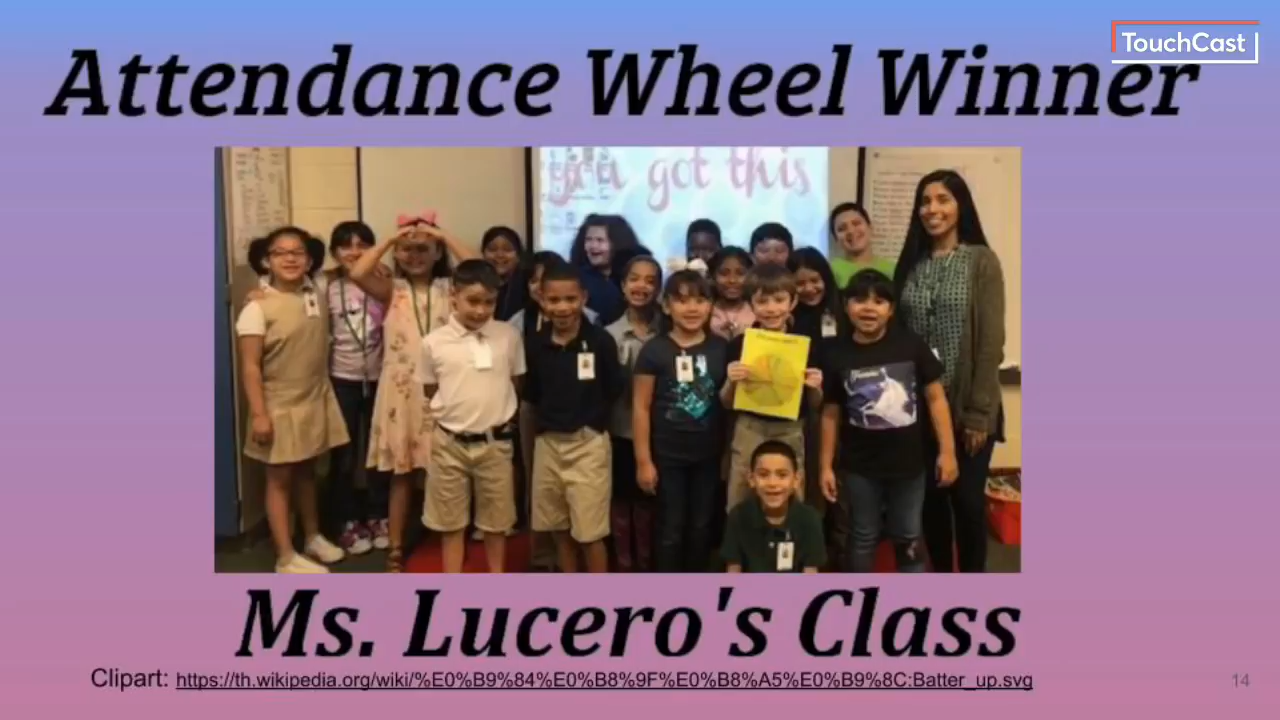 TouchCast
Attendance Wheel Winner
you got this
Ms. Lucero's Class
Clipart: https://th.wikipedia.org/wiki/%E0%B9%84%E0%B8%9F%E0%B8%A5%E0%B9%8C:Batter_up.svg
14